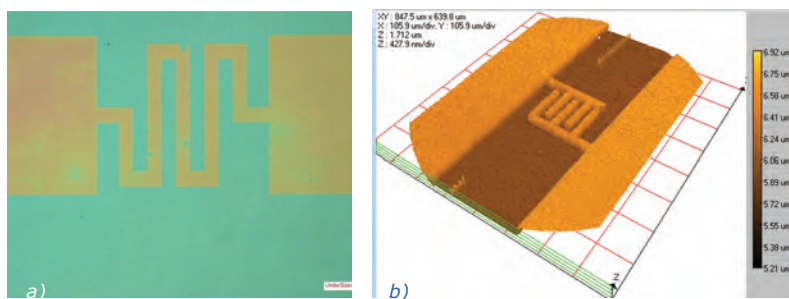 a)
XY : 847.5 um x 639.8 um
X : 105.9 um/div, Y : 105.9 um/div
Z : 1.712 um
Z : 427.9 nm/div
Z
6.92 um
6.75 um
6.58 um
6.41 um
6.24 um
6.06 um
5.89 um
5.72 um
5.55 um
5.38 um
5.21 um
b)